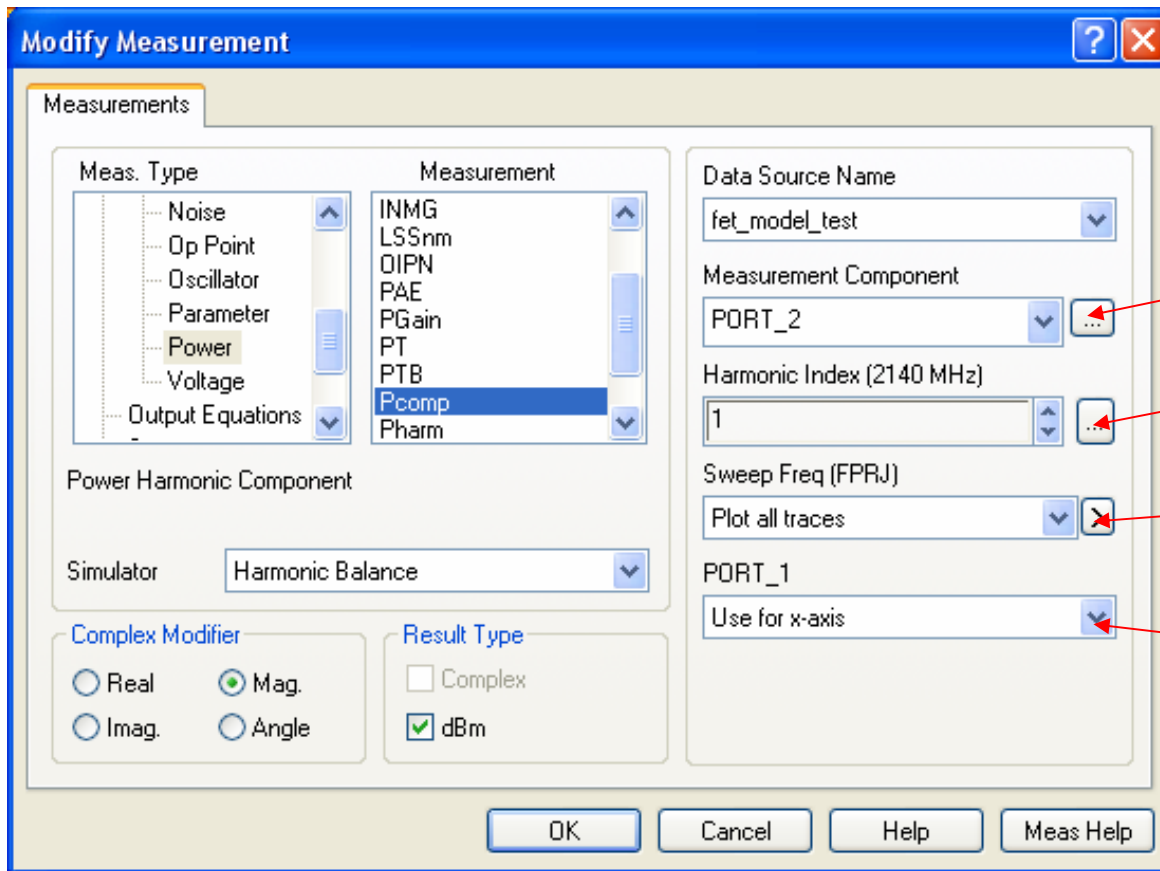 Modify Measurement
Measurements
Meas. Type
Noise
Op Point
Oscillator
Parameter
Power
Voltage
Output Equations
Measurement
INMG
LSSnm
OIPN
PAE
PGain
PT
PTB
Pcomp
Pharm
Power Harmonic Component
Simulator
Harmonic Balance
Complex Modifier
Real
Mag.
Imag.
Angle
Result Type
Complex
dBm
Data Source Name
fet_model_test
Measurement Component
PORT_2
...
Harmonic Index (2140 MHz)
1
...
Sweep Freq (FPRJ)
Plot all traces
PORT_1
Use for x-axis
OK
Cancel
Help
Meas Help